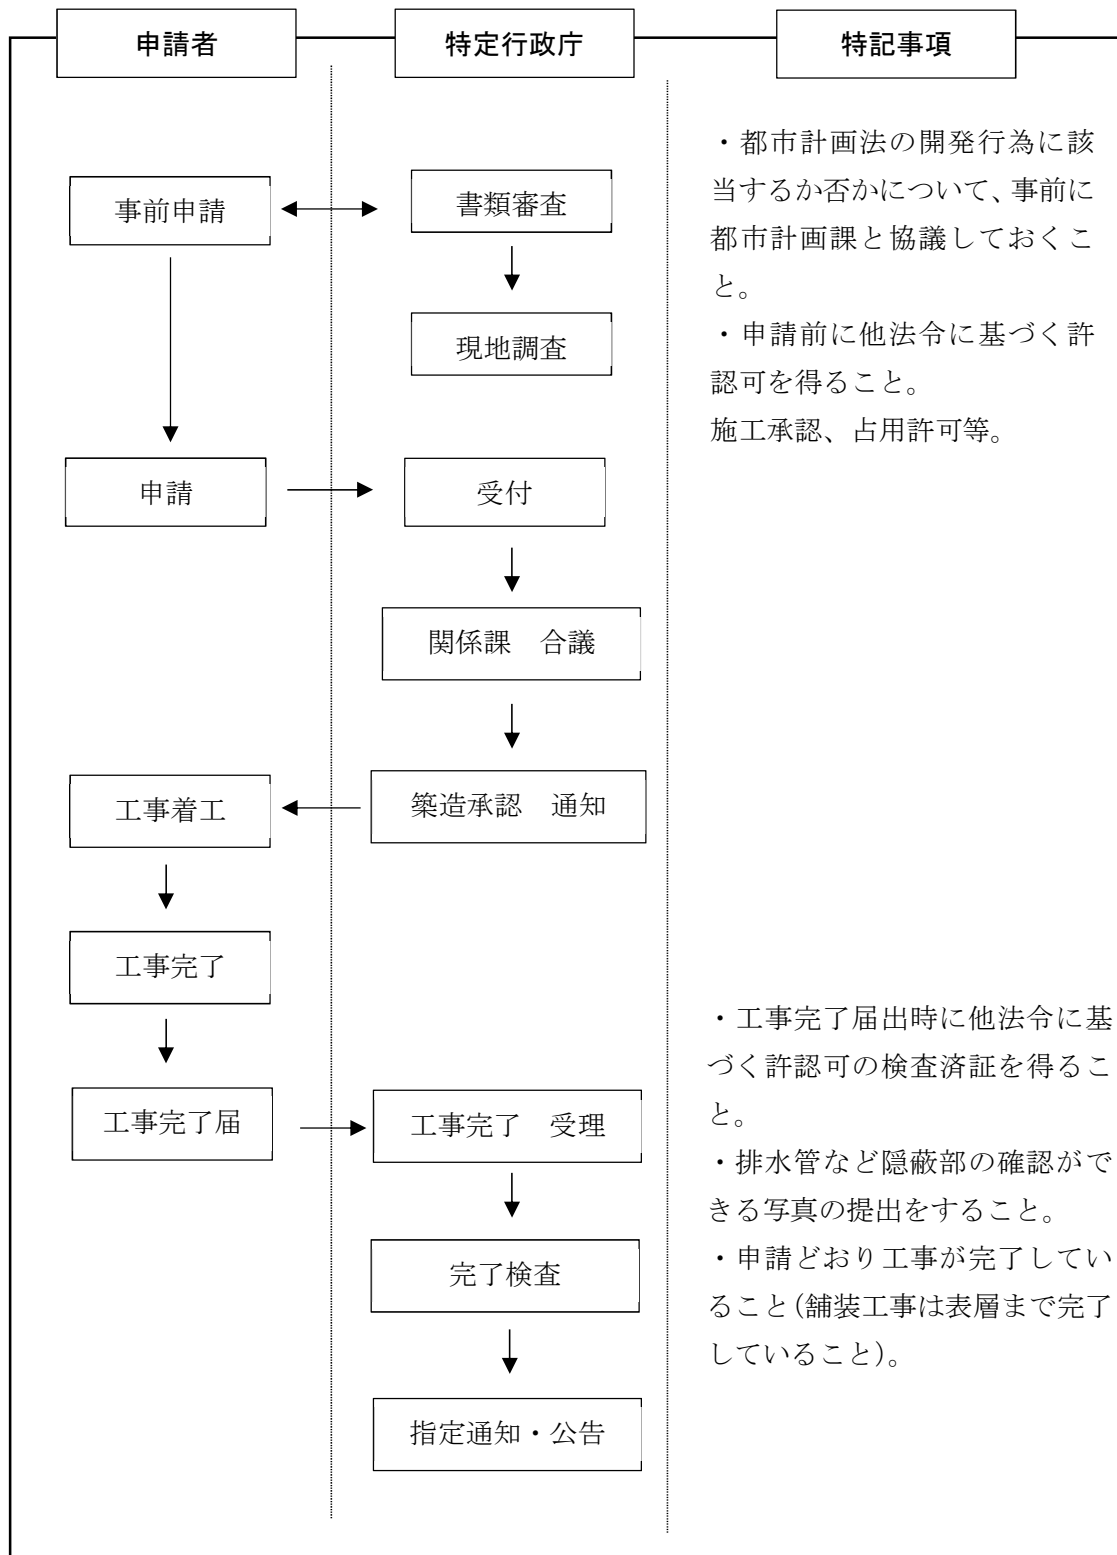 申請者
特定行政庁
特記事項
・都市計画法の開発行為に該
当するか否かについて、事前に
都市計画課と協議しておくこ
と。
・申請前に他法令に基づく許
認可を得ること。
施工承認、占用許可等。
事前申請
書類審査
現地調査
申請
受付
関係課　合議
築造承認　通知
工事着工
工事完了
工事完了届
工事完了　受理
・工事完了届出時に他法令に基
づく許認可の検査済証を得るこ
と。
・排水管など隠蔽部の確認がで
きる写真の提出をすること。
・申請どおり工事が完了してい
ること(舗装工事は表層まで完了
していること)。
完了検査
指定通知・公告